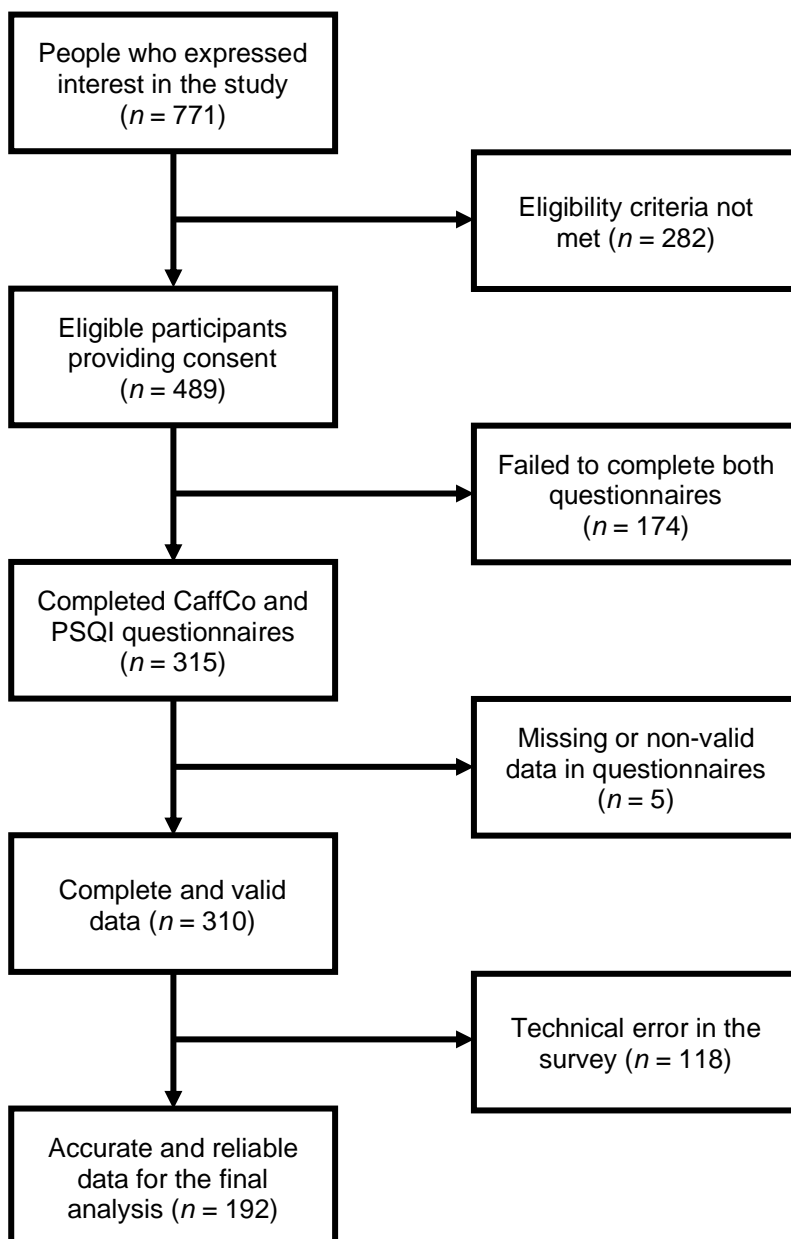 People who expressed
interest in the study
(n = 771)
Eligibility criteria not
met (n = 282)
Eligible participants
providing consent
(n = 489)
Failed to complete both
questionnaires
(n = 174)
Completed CaffCo and
PSQI questionnaires
(n = 315)
Missing or non-valid
data in questionnaires
(n = 5)
Complete and valid
data (n = 310)
Technical error in the
survey (n = 118)
Accurate and reliable
data for the final
analysis (n = 192)